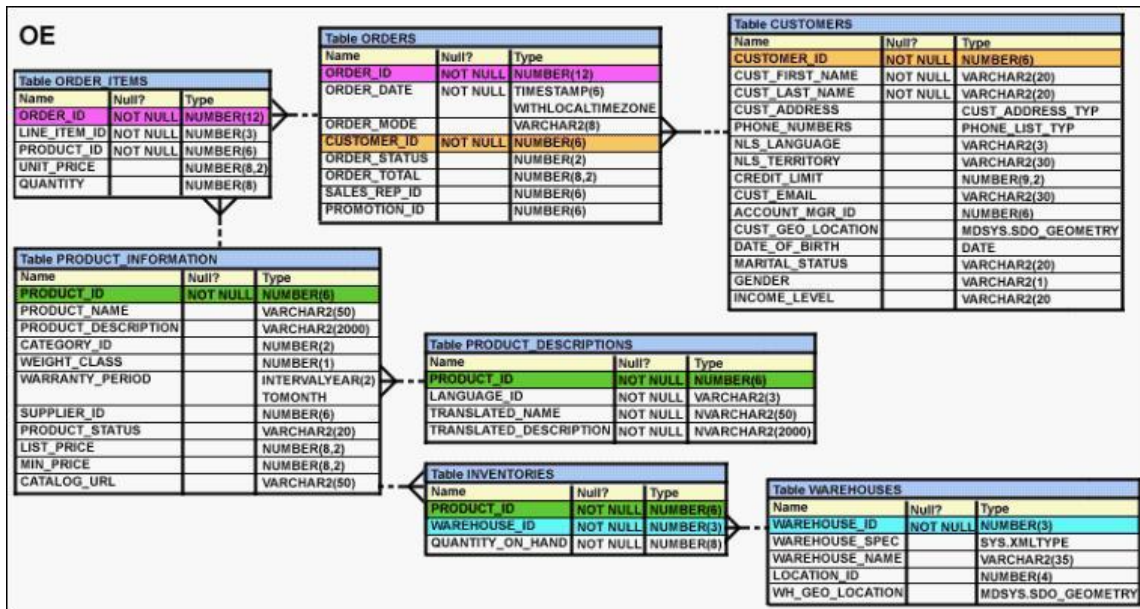 OE
Table ORDER_ITEMS
Name Null? Type
ORDER_ID NOT NULL NUMBER(12)
LINE_ITEM_ID NOT NULL NUMBER(3)
PRODUCT_ID NOT NULL NUMBER(6)
UNIT_PRICE NUMBER(8,2)
QUANTITY NUMBER(8)
Table ORDERS
Name Null? Type
ORDER_ID NOT NULL NUMBER(12)
ORDER_DATE NOT NULL TIMESTAMP(6)
WITHLOCALTIMEZONE
ORDER_MODE VARCHAR2(8)
CUSTOMER_ID NOT NULL NUMBER(6)
ORDER_STATUS NUMBER(2)
ORDER_TOTAL NUMBER(8,2)
SALES_REP_ID NUMBER(6)
PROMOTION_ID NUMBER(6)
Table CUSTOMERS
Name Null? Type
CUSTOMER_ID NOT NULL NUMBER(6)
CUST_FIRST_NAME NOT NULL VARCHAR2(20)
CUST_LAST_NAME NOT NULL VARCHAR2(20)
CUST_ADDRESS CUST_ADDRESS_TYP
PHONE_NUMBERS PHONE_LIST_TYP
NLS_LANGUAGE VARCHAR2(3)
NLS_TERRITORY VARCHAR2(30)
CREDIT_LIMIT NUMBER(9,2)
CUST_EMAIL VARCHAR2(30)
ACCOUNT_MGR_ID NUMBER(6)
CUST_GEO_LOCATION MDSYS.SDO_GEOMETRY
DATE_OF_BIRTH DATE
MARITAL_STATUS VARCHAR2(20)
GENDER VARCHAR2(1)
INCOME_LEVEL VARCHAR2(20
Table PRODUCT_INFORMATION
Name Null? Type
PRODUCT_ID NOT NULL NUMBER(6)
PRODUCT_NAME VARCHAR2(50)
PRODUCT_DESCRIPTION VARCHAR2(2000)
CATEGORY_ID NUMBER(2)
WEIGHT_CLASS NUMBER(1)
WARRANTY_PERIOD INTERVALYEAR(2)
TOMONTH
SUPPLIER_ID NUMBER(6)
PRODUCT_STATUS VARCHAR2(20)
LIST_PRICE NUMBER(8,2)
MIN_PRICE NUMBER(8,2)
CATALOG_URL VARCHAR2(50)
Table PRODUCT_DESCRIPTIONS
Name Null? Type
PRODUCT_ID NOT NULL NUMBER(6)
LANGUAGE_ID NOT NULL VARCHAR2(3)
TRANSLATED_NAME NOT NULL NVARCHAR2(50)
TRANSLATED_DESCRIPTION NOT NULL NVARCHAR2(2000)
Table INVENTORIES
Name Null? Type
PRODUCT_ID NOT NULL NUMBER(6)
WAREHOUSE_ID NOT NULL NUMBER(3)
QUANTITY_ON_HAND NOT NULL NUMBER(8)
Table WAREHOUSES
Name Null? Type
WAREHOUSE_ID NOT NULL NUMBER(3)
WAREHOUSE_SPEC SYS.XMLTYPE
WAREHOUSE_NAME VARCHAR2(35)
LOCATION_ID NUMBER(4)
WH_GEO_LOCATION MDSYS.SDO_GEOMETRY